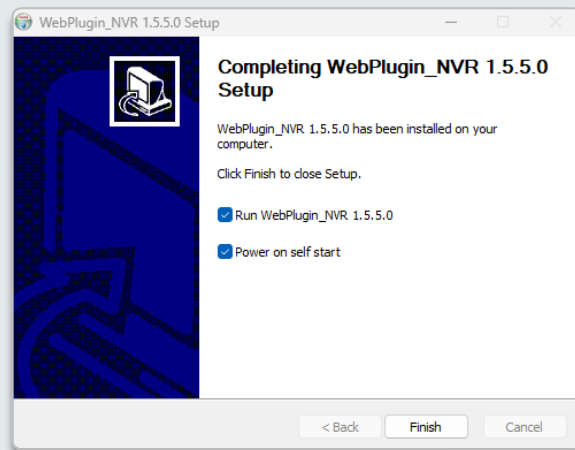 WebPlugin_NVR 1.5.5.0 Setup
Completing WebPlugin_NVR 1.5.5.0
Setup
WebPlugin_NVR 1.5.5.0 has been installed on your
computer.
Click Finish to close Setup.
Run WebPlugin_NVR 1.5.5.0
Power on self start
< Back
Finish
Cancel